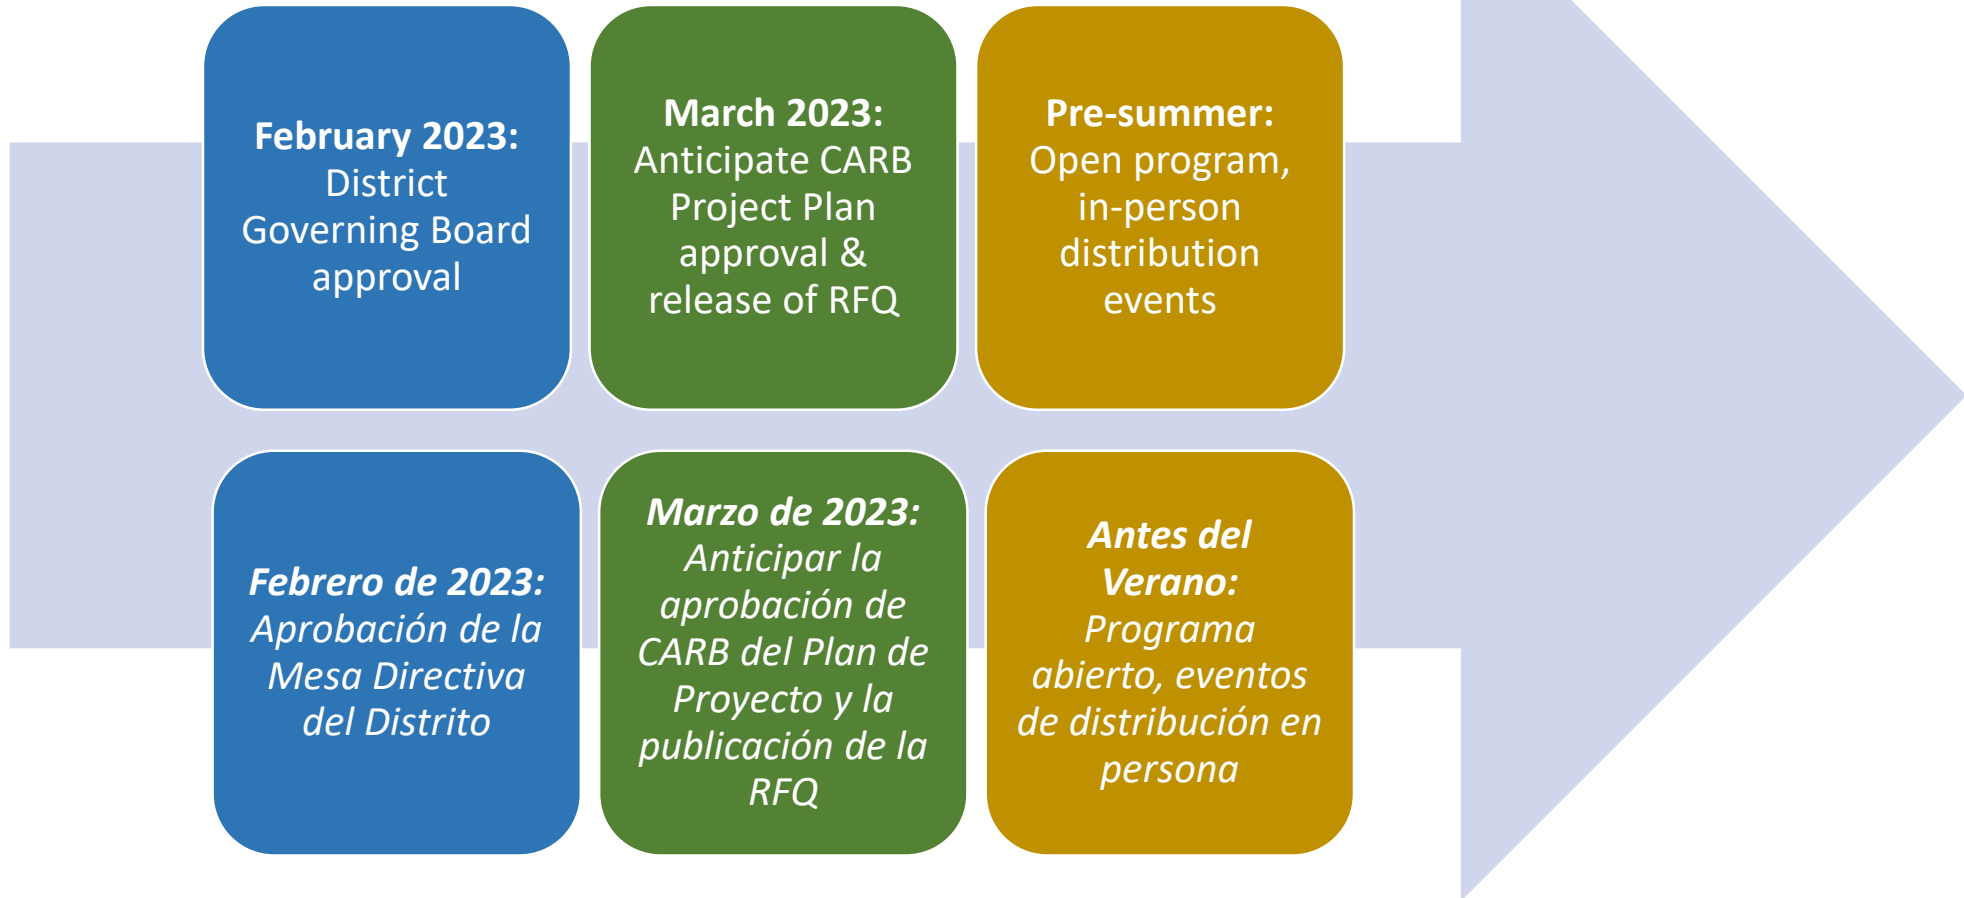 February 2023:
District
Governing Board
approval
March 2023:
Anticipate CARB
Project Plan
approval &
release of RFQ
Pre-summer:
Open program,
in-person
distribution
events
Febrero de 2023:
Aprobación de la
Mesa Directiva
del Distrito
Marzo de 2023:
Anticipar la
aprobación de
CARB del Plan de
Proyecto y la
publicación de la
RFQ
Antes del
Verano:
Programa
abierto, eventos
de distribución en
persona